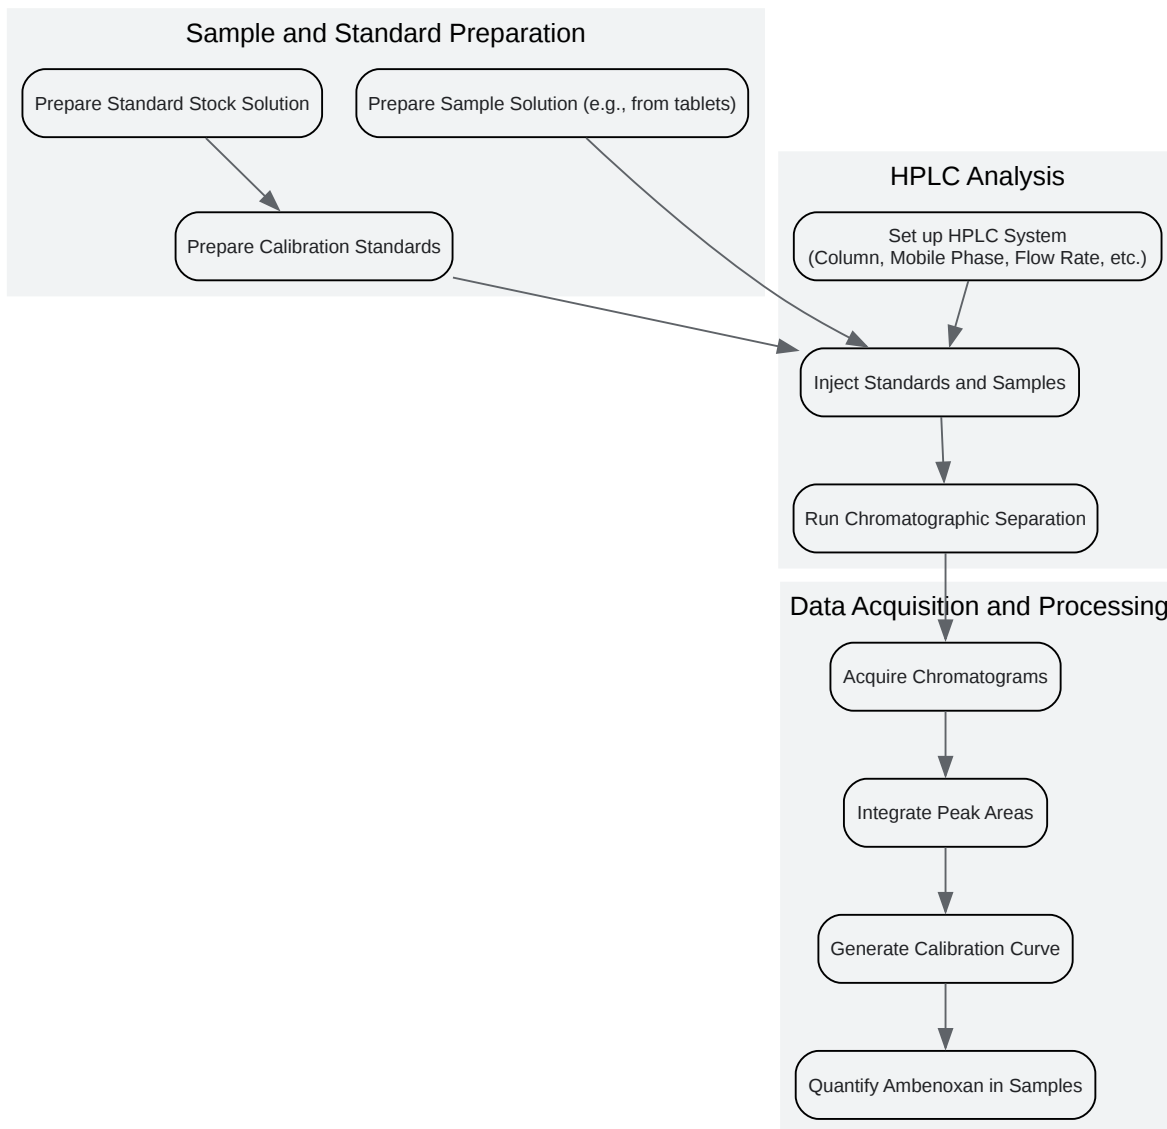 Sample and Standard Preparation
Prepare Standard Stock Solution
Prepare Sample Solution (e.g., from tablets)
Prepare Calibration Standards
HPLC Analysis
Set up HPLC System
(Column, Mobile Phase, Flow Rate, etc.)
Inject Standards and Samples
Run Chromatographic Separation
Data Acquisition and Processing
Acquire Chromatograms
Integrate Peak Areas
Generate Calibration Curve
Quantify Ambenoxan in Samples